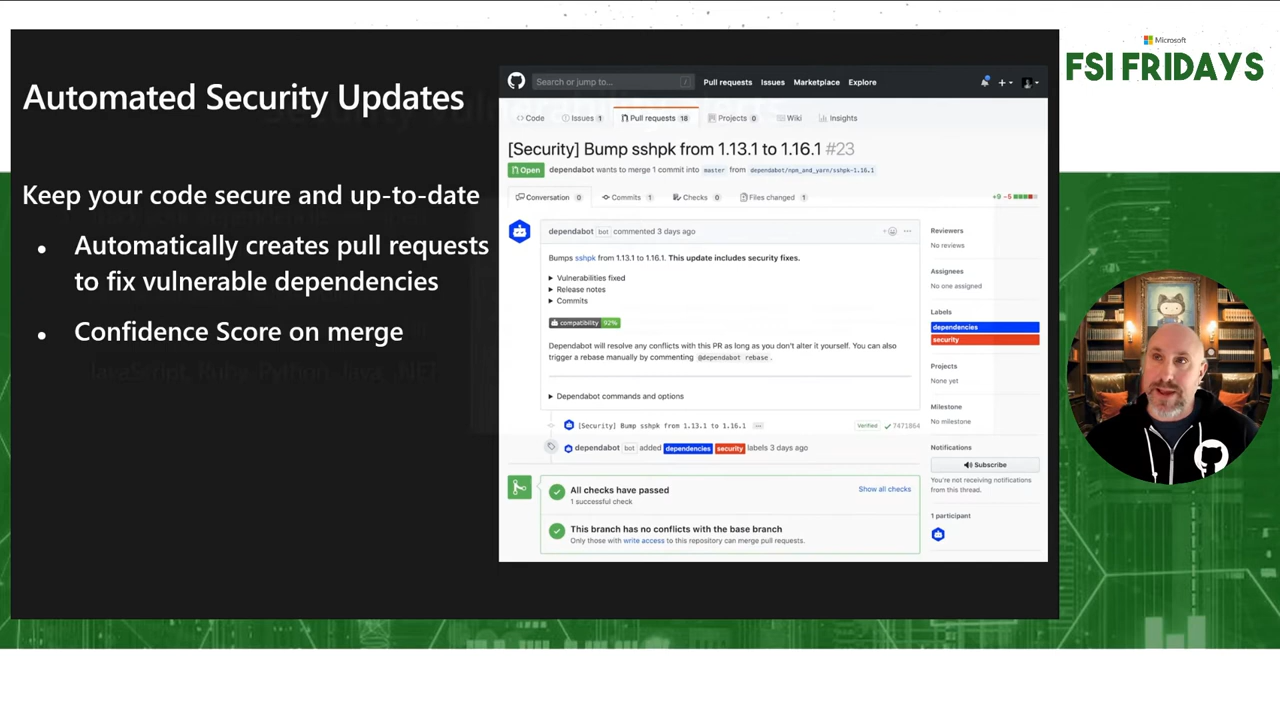 Microsoft
FSI FRIDAYS
Automated Security Updates
Keep your code secure and up-to-date
• Automatically creates pull requests
to fix vulnerable dependencies
• Confidence Score on merge
JavaScript, Ruby, Python, Java, .NET
Search or jump to... /
Pull requests Issues Marketplace Explore
Code Issues 1 Pull requests 18 Projects 0 Wiki Insights
[Security] Bump sshpk from 1.13.1 to 1.16.1 #23
Open dependabot wants to merge 1 commit into master from dependabot/npm_and_yarn/sshpk-1.16.1
Conversation 0 Commits 1 Checks 0 Files changed 1 +9 −5
dependabot bot commented 3 days ago
Bumps sshpk from 1.13.1 to 1.16.1. This update includes security fixes.
Vulnerabilities fixed
Release notes
Commits
compatibility 92%
Dependabot will resolve any conflicts with this PR as long as you don't alter it yourself. You can also
trigger a rebase manually by commenting @dependabot rebase.
Dependabot commands and options
[Security] Bump sshpk from 1.13.1 to 1.16.1 ... Verified 7471864
dependabot bot added dependencies security labels 3 days ago
All checks have passed
1 successful check
Show all checks
This branch has no conflicts with the base branch
Only those with write access to this repository can merge pull requests.
Reviewers
No reviews
Assignees
No one assigned
Labels
dependencies
security
Projects
None yet
Milestone
No milestone
Notifications
Subscribe
You're not receiving notifications
from this thread.
1 participant